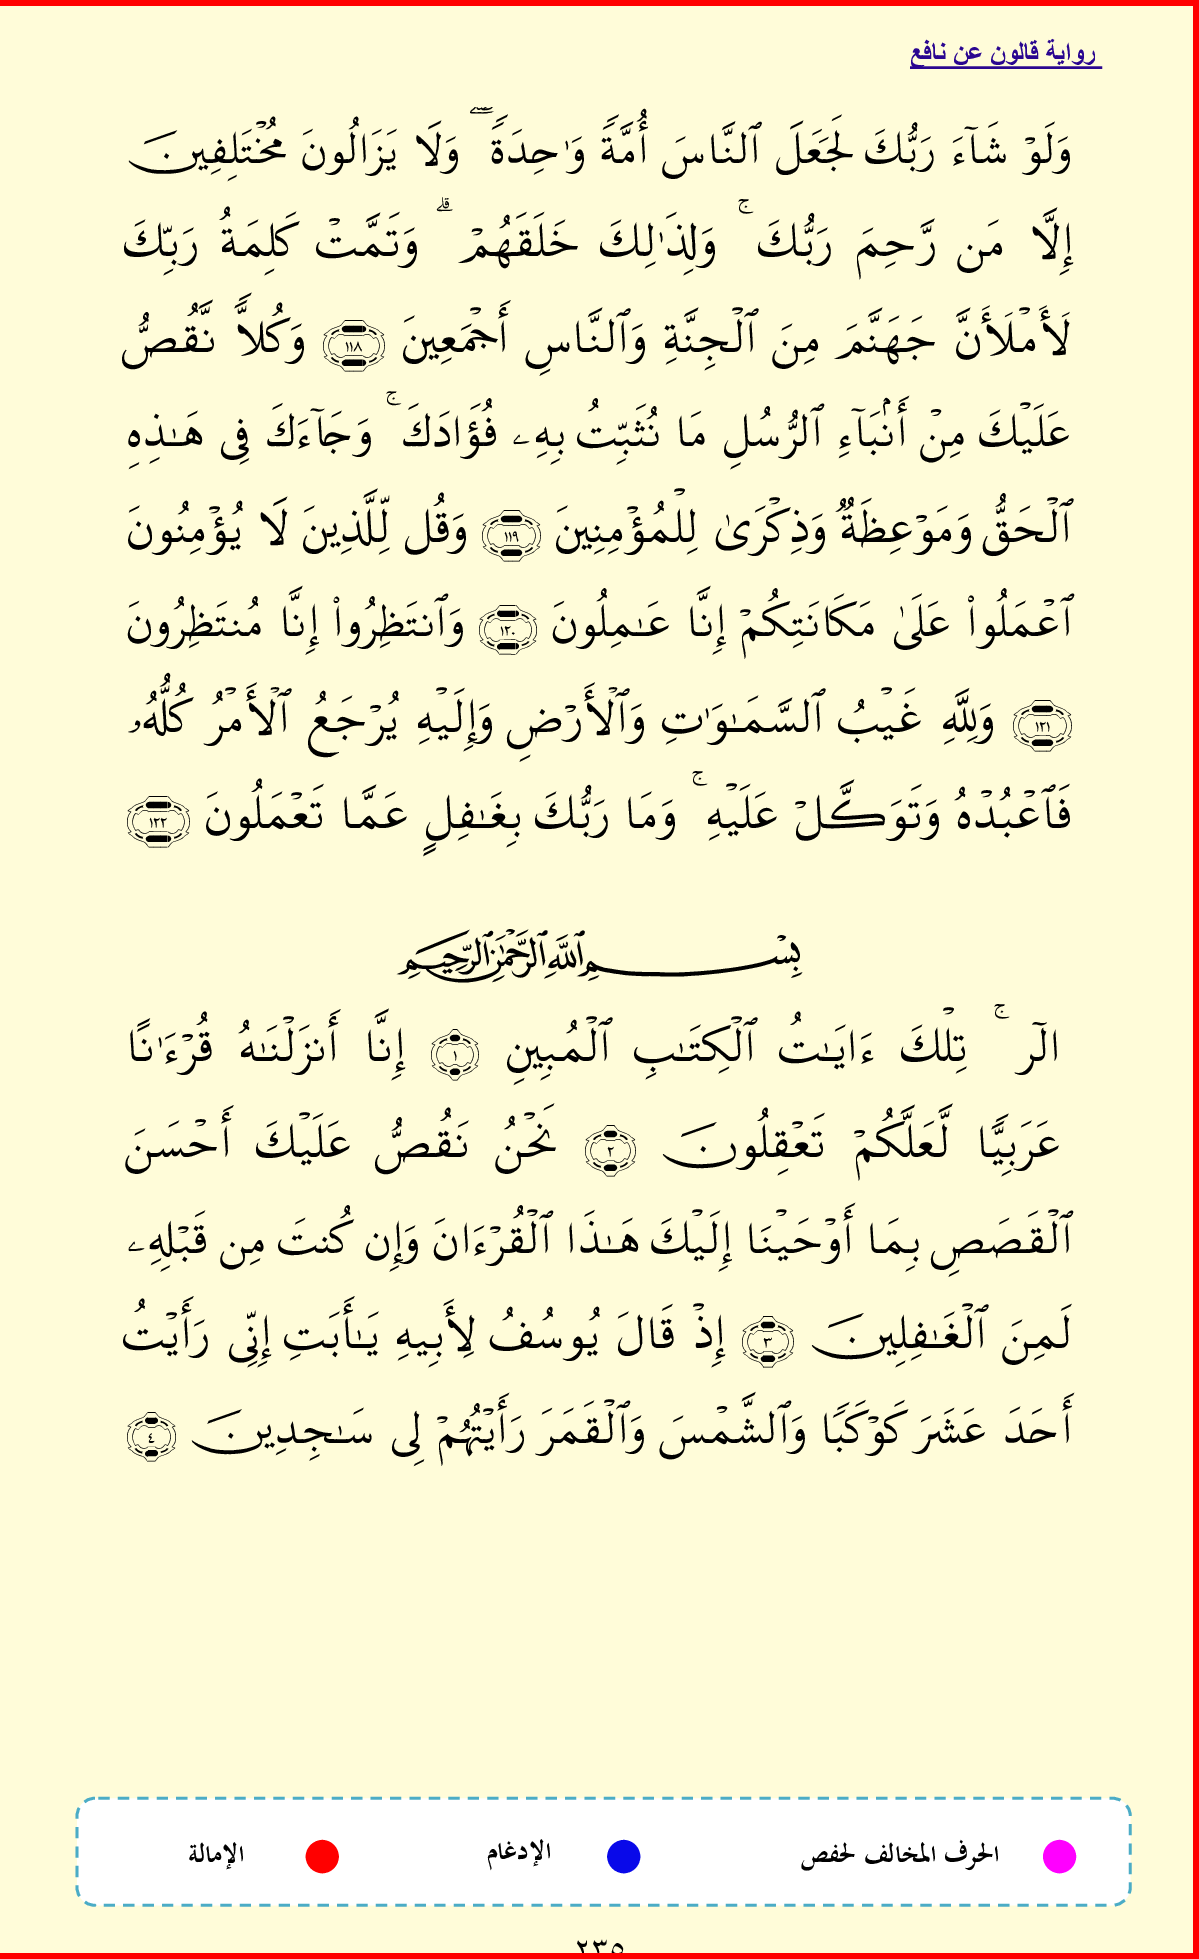 رواية قالون عن نافع
وَلَوْ شَآءَ رَبُّكَ لَجَعَلَ ٱلنَّاسَ أُمَّةٗ وَٰحِدَةٗۖ وَلَا يَزَالُونَ مُخْتَلِفِينَ
إِلَّا مَن رَّحِمَ رَبُّكَۚ وَلِذَٰلِكَ خَلَقَهُمْۗ وَتَمَّتْ كَلِمَةُ رَبِّكَ
لَأَمْلَأَنَّ جَهَنَّمَ مِنَ ٱلْجِنَّةِ وَٱلنَّاسِ أَجْمَعِينَ ١١٨ وَكُلّٗا نَّقُصُّ
عَلَيْكَ مِنْ أَنۢبَآءِ ٱلرُّسُلِ مَا نُثَبِّتُ بِهِۦ فُؤَادَكَۚ وَجَآءَكَ فِى هَـٰذِهِ
ٱلْحَقُّ وَمَوْعِظَةٞ وَذِكْرَىٰ لِلْمُؤْمِنِينَ ١١٩ وَقُل لِّلَّذِينَ لَا يُؤْمِنُونَ
ٱعْمَلُواْ عَلَىٰ مَكَانَتِكُمْ إِنَّا عَـٰمِلُونَ ١٢٠ وَٱنتَظِرُواْ إِنَّا مُنتَظِرُونَ
١٢١ وَلِلَّهِ غَيْبُ ٱلسَّمَـٰوَٰتِ وَٱلْأَرْضِ وَإِلَيْهِ يُرْجَعُ ٱلْأَمْرُ كُلُّهُۥ
فَٱعْبُدْهُ وَتَوَكَّلْ عَلَيْهِۚ وَمَا رَبُّكَ بِغَـٰفِلٍ عَمَّا تَعْمَلُونَ ١٢٢
بِسْمِ ٱللَّهِ ٱلرَّحْمَٰنِ ٱلرَّحِيمِ
الٓرۚ تِلْكَ ءَايَـٰتُ ٱلْكِتَـٰبِ ٱلْمُبِينِ ١ إِنَّا أَنزَلْنَـٰهُ قُرْءَٰنًا
عَرَبِيّٗا لَّعَلَّكُمْ تَعْقِلُونَ ٢ نَحْنُ نَقُصُّ عَلَيْكَ أَحْسَنَ
ٱلْقَصَصِ بِمَا أَوْحَيْنَا إِلَيْكَ هَـٰذَا ٱلْقُرْءَانَ وَإِن كُنتَ مِن قَبْلِهِۦ
لَمِنَ ٱلْغَـٰفِلِينَ ٣ إِذْ قَالَ يُوسُفُ لِأَبِيهِ يَـٰأَبَتِ إِنِّى رَأَيْتُ
أَحَدَ عَشَرَ كَوْكَبٗا وَٱلشَّمْسَ وَٱلْقَمَرَ رَأَيْتُهُمْ لِى سَـٰجِدِينَ ٤
الحرف المخالف لحفص الإدغام الإمالة
٢٣٥